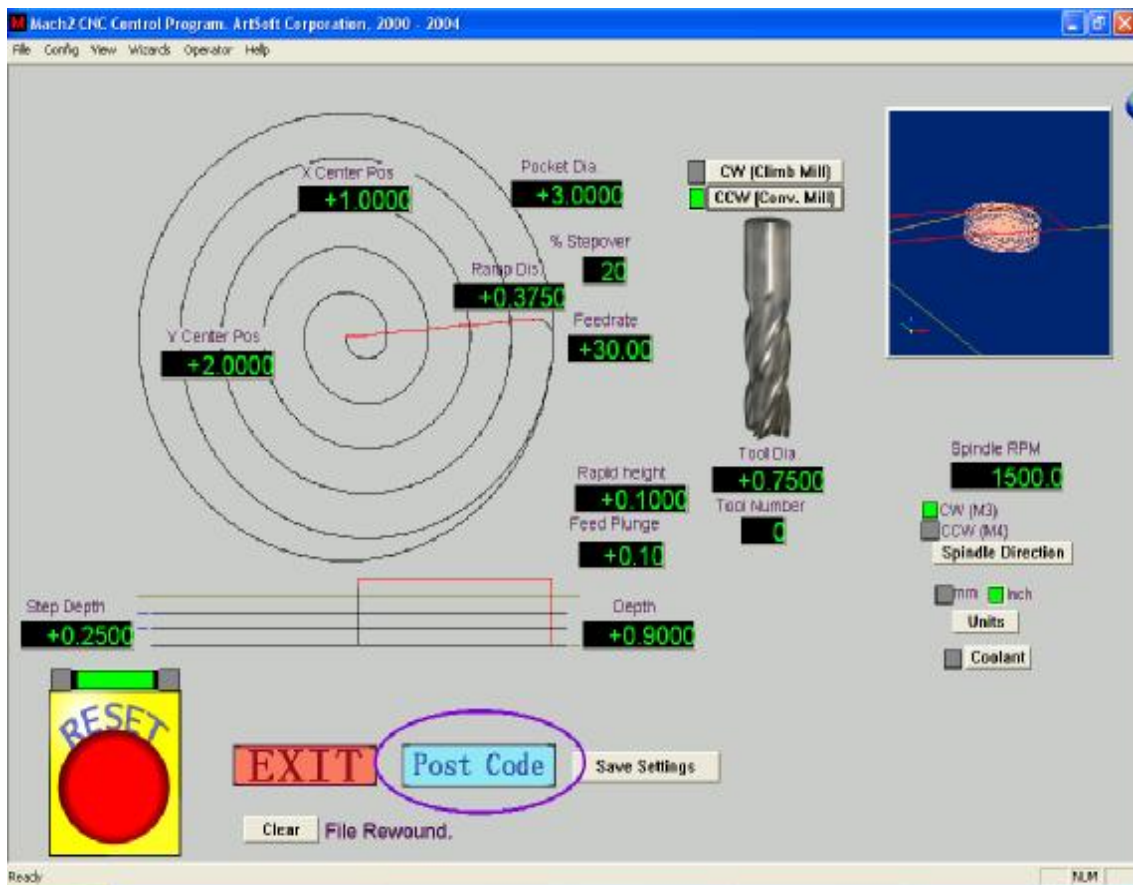 Mach2 CNC Control Program. ArtSoft Corporation. 2000 - 2004
File Config View Wizards Operator Help
X Center Pos
+1.0000
Pocket Dia.
+3.0000
CW (Climb Mill)
CCW (Conv. Mill)
% Stepover
20
Ramp Dis.
+0.3750
Feedrate
+30.00
Y Center Pos
+2.0000
Tool Dia.
+0.7500
Spindle RPM
1500.0
Rapid height
+0.1000
Tool Number
0
Feed Plunge
+0.10
CW (M3)
CCW (M4)
Spindle Direction
mm Inch
Units
Coolant
Step Depth
+0.2500
Depth
+0.9000
RESET
EXIT
Post Code
Save Settings
Clear File Rewound.
Ready NUM